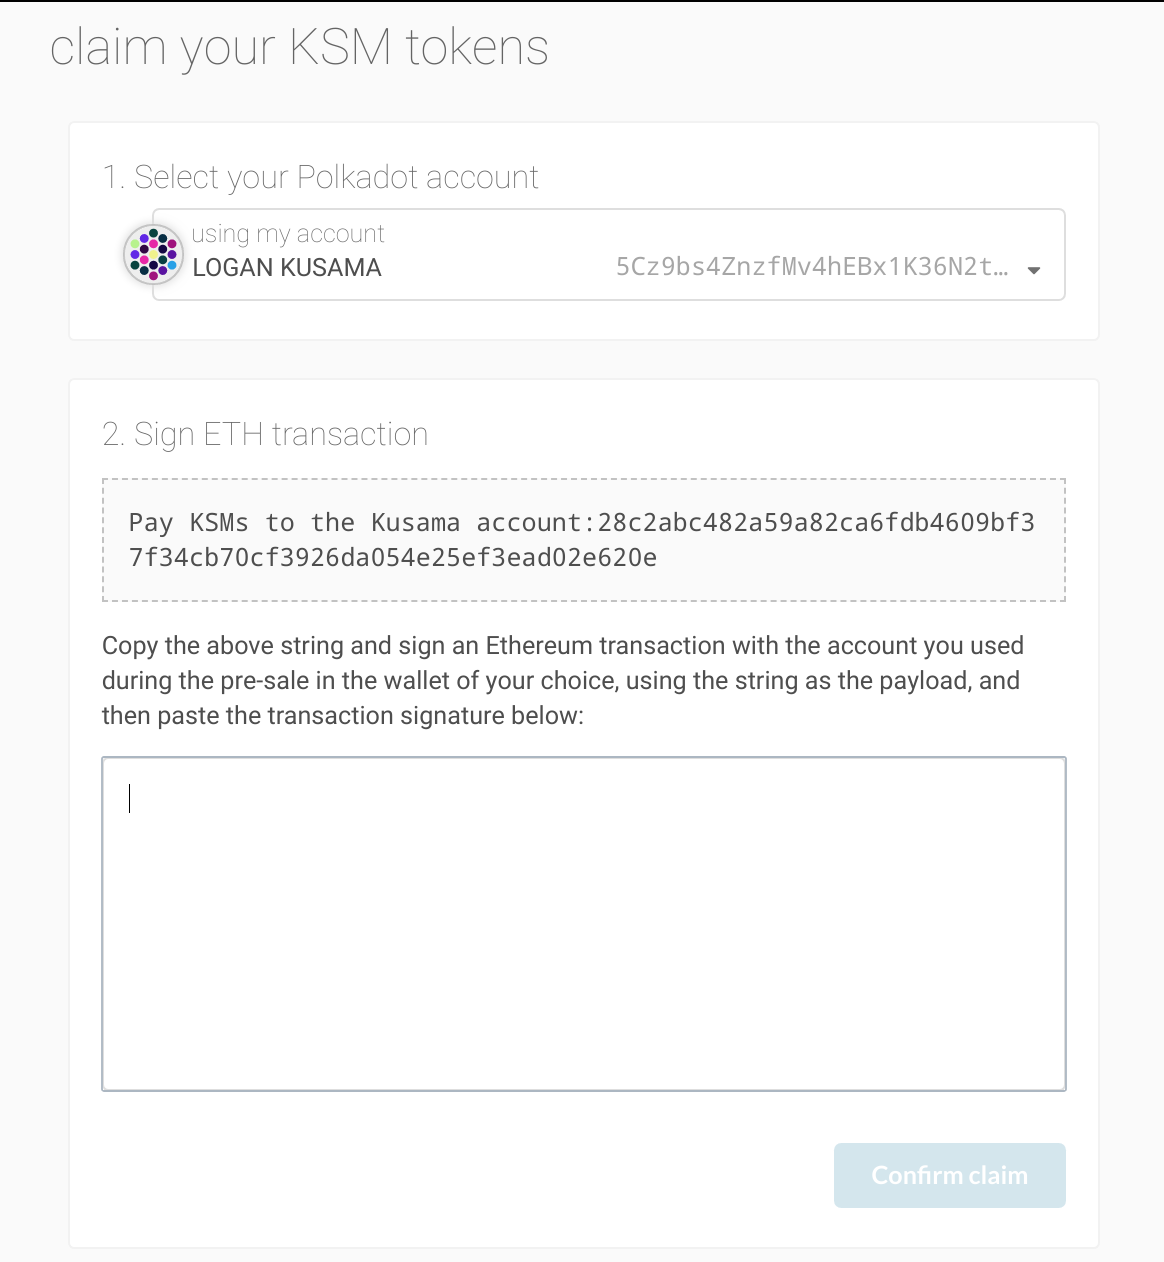 claim your KSM tokens
1. Select your Polkadot account
using my account
LOGAN KUSAMA
5Cz9bs4ZnzfMv4hEBx1K36N2t…
2. Sign ETH transaction
Pay KSMs to the Kusama account:28c2abc482a59a82ca6fdb4609bf3
7f34cb70cf3926da054e25ef3ead02e620e
Copy the above string and sign an Ethereum transaction with the account you used
during the pre-sale in the wallet of your choice, using the string as the payload, and
then paste the transaction signature below:
Confirm claim